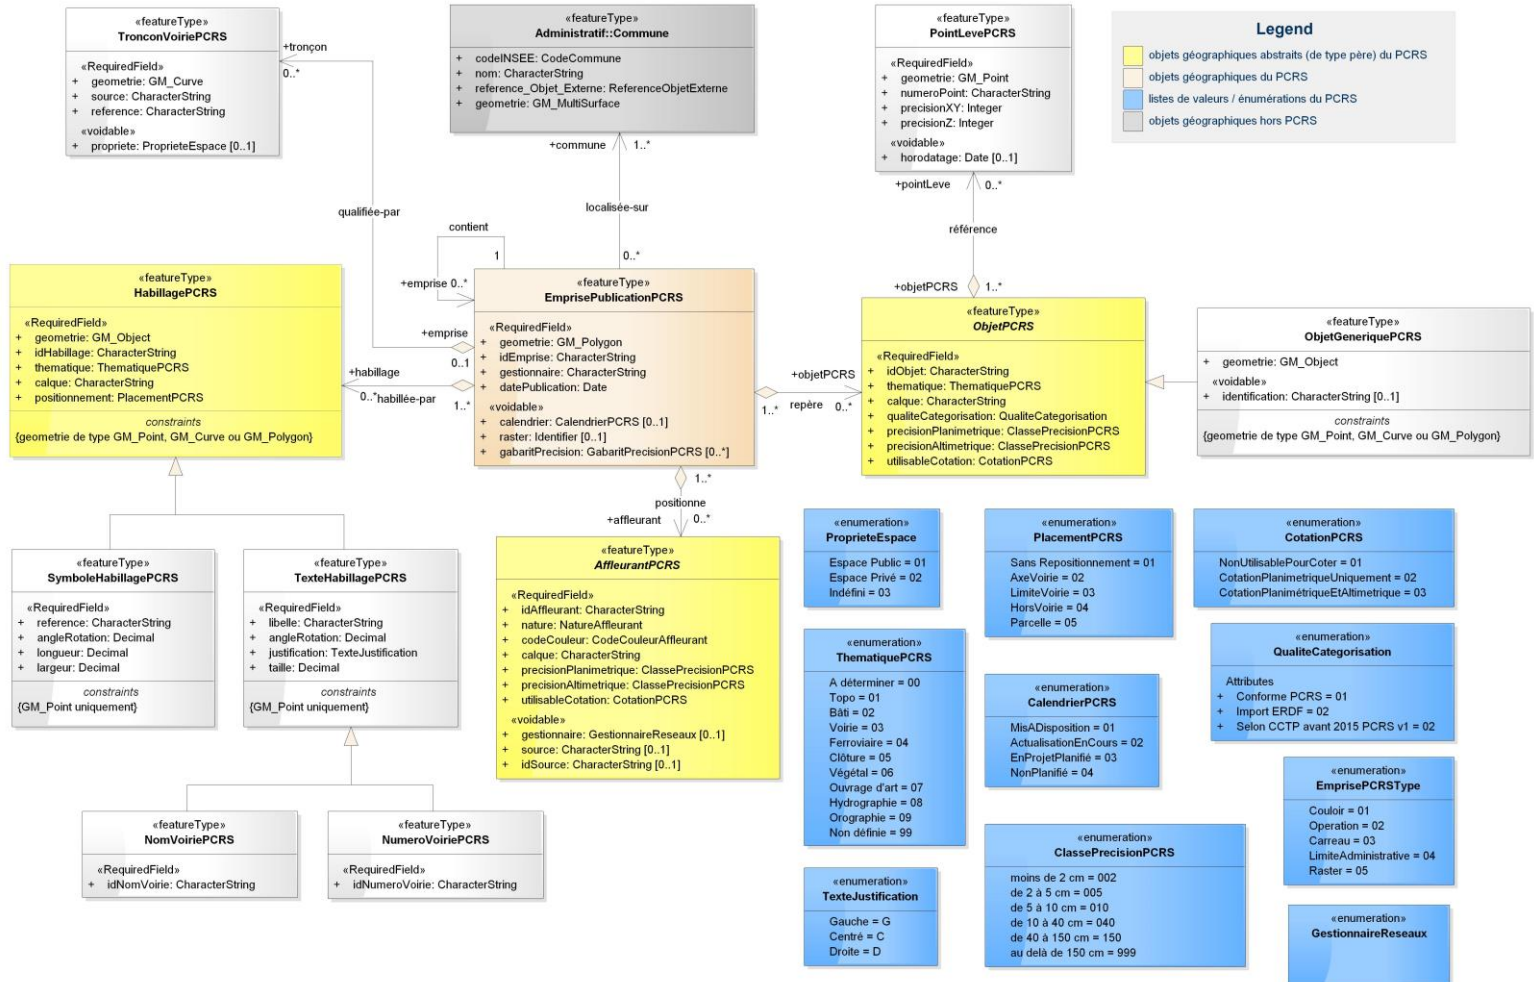 «featureType»
TronconVoiriePCRS
«RequiredField»
+ geometrie: GM_Curve
+ source: CharacterString
+ reference: CharacterString
«voidable»
+ propriete: ProprieteEspace [0..1]
+tronçon
0..*
«featureType»
Administratif::Commune
+ codeINSEE: CodeCommune
+ nom: CharacterString
+ reference_Objet_Externe: ReferenceObjetExterne
+ geometrie: GM_MultiSurface
+commune
1..*
«featureType»
PointLevePCRS
«RequiredField»
+ geometrie: GM_Point
+ numeroPoint: CharacterString
+ precisionXY: Integer
+ precisionZ: Integer
«voidable»
+ horodatage: Date [0..1]
+pointLeve
0..*
Legend
objets géographiques abstraits (de type père) du PCRS
objets géographiques du PCRS
listes de valeurs / énumérations du PCRS
objets géographiques hors PCRS
qualifiée-par
localisée-sur
référence
contient
1
0..*
+emprise 0..*
+objetPCRS
1..*
«featureType»
HabillagePCRS
«RequiredField»
+ geometrie: GM_Object
+ idHabillage: CharacterString
+ thematique: ThematiquePCRS
+ calque: CharacterString
+ positionnement: PlacementPCRS
constraints
{geometrie de type GM_Point, GM_Curve ou GM_Polygon}
+emprise
0..1
+habillage
0..*
habillée-par
1..*
«featureType»
EmprisePublicationPCRS
«RequiredField»
+ geometrie: GM_Polygon
+ idEmprise: CharacterString
+ gestionnaire: CharacterString
+ datePublication: Date
«voidable»
+ calendrier: CalendrierPCRS [0..1]
+ raster: Identifier [0..1]
+ gabaritPrecision: GabaritPrecisionPCRS [0..*]
+objetPCRS
1..*
repère
0..*
«featureType»
ObjetPCRS
«RequiredField»
+ idObjet: CharacterString
+ thematique: ThematiquePCRS
+ calque: CharacterString
+ qualiteCategorisation: QualiteCategorisation
+ precisionPlanimetrique: ClassePrecisionPCRS
+ precisionAltimetrique: ClassePrecisionPCRS
+ utilisableCotation: CotationPCRS
«featureType»
ObjetGeneriquePCRS
+ geometrie: GM_Object
«voidable»
+ identification: CharacterString [0..1]
constraints
{geometrie de type GM_Point, GM_Curve ou GM_Polygon}
1..*
positionne
+affleurant
0..*
«featureType»
SymboleHabillagePCRS
«RequiredField»
+ reference: CharacterString
+ angleRotation: Decimal
+ longueur: Decimal
+ largeur: Decimal
constraints
{GM_Point uniquement}
«featureType»
TexteHabillagePCRS
«RequiredField»
+ libelle: CharacterString
+ angleRotation: Decimal
+ justification: TexteJustification
+ taille: Decimal
constraints
{GM_Point uniquement}
«featureType»
AffleurantPCRS
«RequiredField»
+ idAffleurant: CharacterString
+ nature: NatureAffleurant
+ codeCouleur: CodeCouleurAffleurant
+ calque: CharacterString
+ precisionPlanimetrique: ClassePrecisionPCRS
+ precisionAltimetrique: ClassePrecisionPCRS
+ utilisableCotation: CotationPCRS
«voidable»
+ gestionnaire: GestionnaireReseaux [0..1]
+ source: CharacterString [0..1]
+ idSource: CharacterString [0..1]
«featureType»
NomVoiriePCRS
«RequiredField»
+ idNomVoirie: CharacterString
«featureType»
NumeroVoiriePCRS
«RequiredField»
+ idNumeroVoirie: CharacterString
«enumeration»
ProprieteEspace
Espace Public = 01
Espace Privé = 02
Indéfini = 03
«enumeration»
PlacementPCRS
Sans Repositionnement = 01
AxeVoirie = 02
LimiteVoirie = 03
HorsVoirie = 04
Parcelle = 05
«enumeration»
CotationPCRS
NonUtilisablePourCoter = 01
CotationPlanimetriqueUniquement = 02
CotationPlanimétriqueEtAltimetrique = 03
«enumeration»
ThematiquePCRS
A déterminer = 00
Topo = 01
Bâti = 02
Voirie = 03
Ferroviaire = 04
Clôture = 05
Végétal = 06
Ouvrage d'art = 07
Hydrographie = 08
Orographie = 09
Non définie = 99
«enumeration»
CalendrierPCRS
MisADisposition = 01
ActualisationEnCours = 02
EnProjetPlanifié = 03
NonPlanifié = 04
«enumeration»
QualiteCategorisation
Attributes
+ Conforme PCRS = 01
+ Import ERDF = 02
+ Selon CCTP avant 2015 PCRS v1 = 02
«enumeration»
EmprisePCRSType
Couloir = 01
Operation = 02
Carreau = 03
LimiteAdministrative = 04
Raster = 05
«enumeration»
ClassePrecisionPCRS
moins de 2 cm = 002
de 2 à 5 cm = 005
de 5 à 10 cm = 010
de 10 à 40 cm = 040
de 40 à 150 cm = 150
au delà de 150 cm = 999
«enumeration»
TexteJustification
Gauche = G
Centré = C
Droite = D
«enumeration»
GestionnaireReseaux